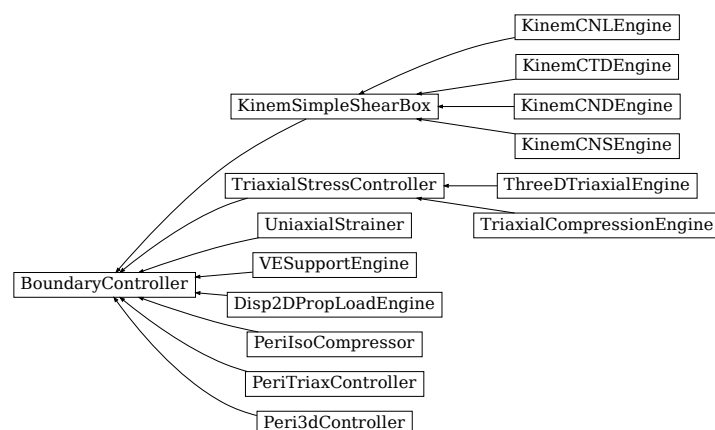 KinemCNLEngine
KinemCTDEngine
KinemSimpleShearBox
KinemCNDEngine
KinemCNSEngine
TriaxialStressController
ThreeDTriaxialEngine
TriaxialCompressionEngine
UniaxialStrainer
VESupportEngine
BoundaryController
Disp2DPropLoadEngine
PeriIsoCompressor
PeriTriaxController
Peri3dController